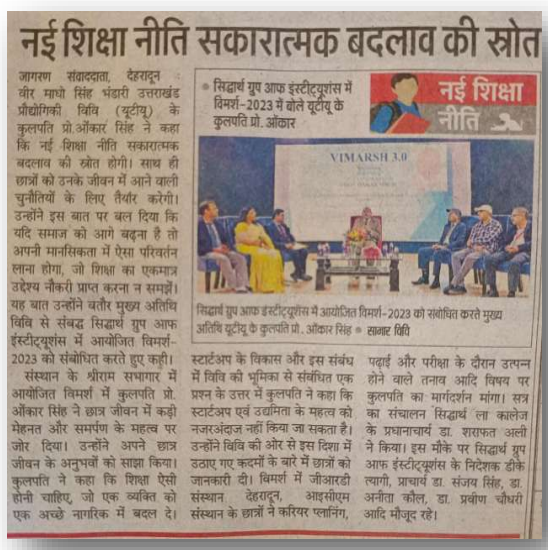 नई शिक्षा नीति सकारात्मक बदलाव की स्रोत
जागरण संवाददाता, देहरादून :
वीर माधो सिंह भंडारी उत्तराखंड
प्रौद्योगिकी विवि (यूटीयू) के
कुलपति प्रो.ओंकार सिंह ने कहा
कि नई शिक्षा नीति सकारात्मक
बदलाव की स्रोत होगी। साथ ही
छात्रों को उनके जीवन में आने वाली
चुनौतियों के लिए तैयार करेगी।
उन्होंने इस बात पर बल दिया कि
यदि समाज को आगे बढ़ना है तो
अपनी मानसिकता में ऐसा परिवर्तन
लाना होगा, जो शिक्षा का एकमात्र
उद्देश्य नौकरी प्राप्त करना न समझें।
यह बात उन्होंने बतौर मुख्य अतिथि
विवि से संबद्ध सिद्धार्थ ग्रुप आफ
इंस्टीट्यूशंस में आयोजित विमर्श-
2023 को संबोधित करते हुए कही।
संस्थान के श्रीराम सभागार में
आयोजित विमर्श में कुलपति प्रो.
ओंकार सिंह ने छात्र जीवन में कड़ी
मेहनत और समर्पण के महत्व पर
जोर दिया। उन्होंने अपने छात्र
जीवन के अनुभवों को साझा किया।
कुलपति ने कहा कि शिक्षा ऐसी
होनी चाहिए, जो एक व्यक्ति को
एक अच्छे नागरिक में बदल दे।
• सिद्धार्थ ग्रुप आफ इंस्टीट्यूशंस में
विमर्श-2023 में बोले यूटीयू के
कुलपति प्रो. ओंकार
नई शिक्षा
नीति
VIMARSH 3.0
सिद्धार्थ ग्रुप आफ इंस्टीट्यूशंस में आयोजित विमर्श-2023 को संबोधित करते मुख्य
अतिथि यूटीयू के कुलपति प्रो. ओंकार सिंह • साभार विवि
स्टार्टअप के विकास और इस संबंध
में विवि की भूमिका से संबंधित एक
प्रश्न के उत्तर में कुलपति ने कहा कि
स्टार्टअप एवं उद्यमिता के महत्व को
नजरअंदाज नहीं किया जा सकता है।
उन्होंने विवि की ओर से इस दिशा में
उठाए गए कदमों के बारे में छात्रों को
जानकारी दी। विमर्श में जीआरडी
संस्थान देहरादून, आइसीएम
संस्थान के छात्रों ने करियर प्लानिंग,
पढ़ाई और परीक्षा के दौरान उत्पन्न
होने वाले तनाव आदि विषय पर
कुलपति का मार्गदर्शन मांगा। सत्र
का संचालन सिद्धार्थ ला कालेज
के प्रधानाचार्य डा. शराफत अली
ने किया। इस मौके पर सिद्धार्थ ग्रुप
आफ इंस्टीट्यूशंस के निदेशक डीके
त्यागी, प्राचार्य डा. संजय सिंह, डा.
अनीता कौल, डा. प्रवीण चौधरी
आदि मौजूद रहे।